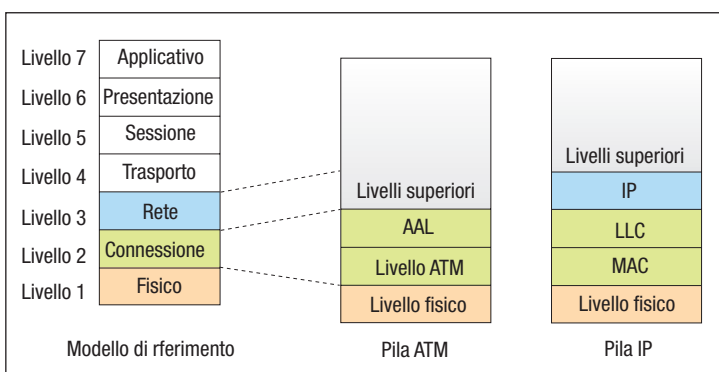 Livello 7
Applicativo
Livello 6
Presentazione
Livello 5
Sessione
Livello 4
Trasporto
Livello 3
Rete
Livello 2
Connessione
Livello 1
Fisico
Modello di rferimento
Livelli superiori
AAL
Livello ATM
Livello fisico
Pila ATM
Livelli superiori
IP
LLC
MAC
Livello fisico
Pila IP